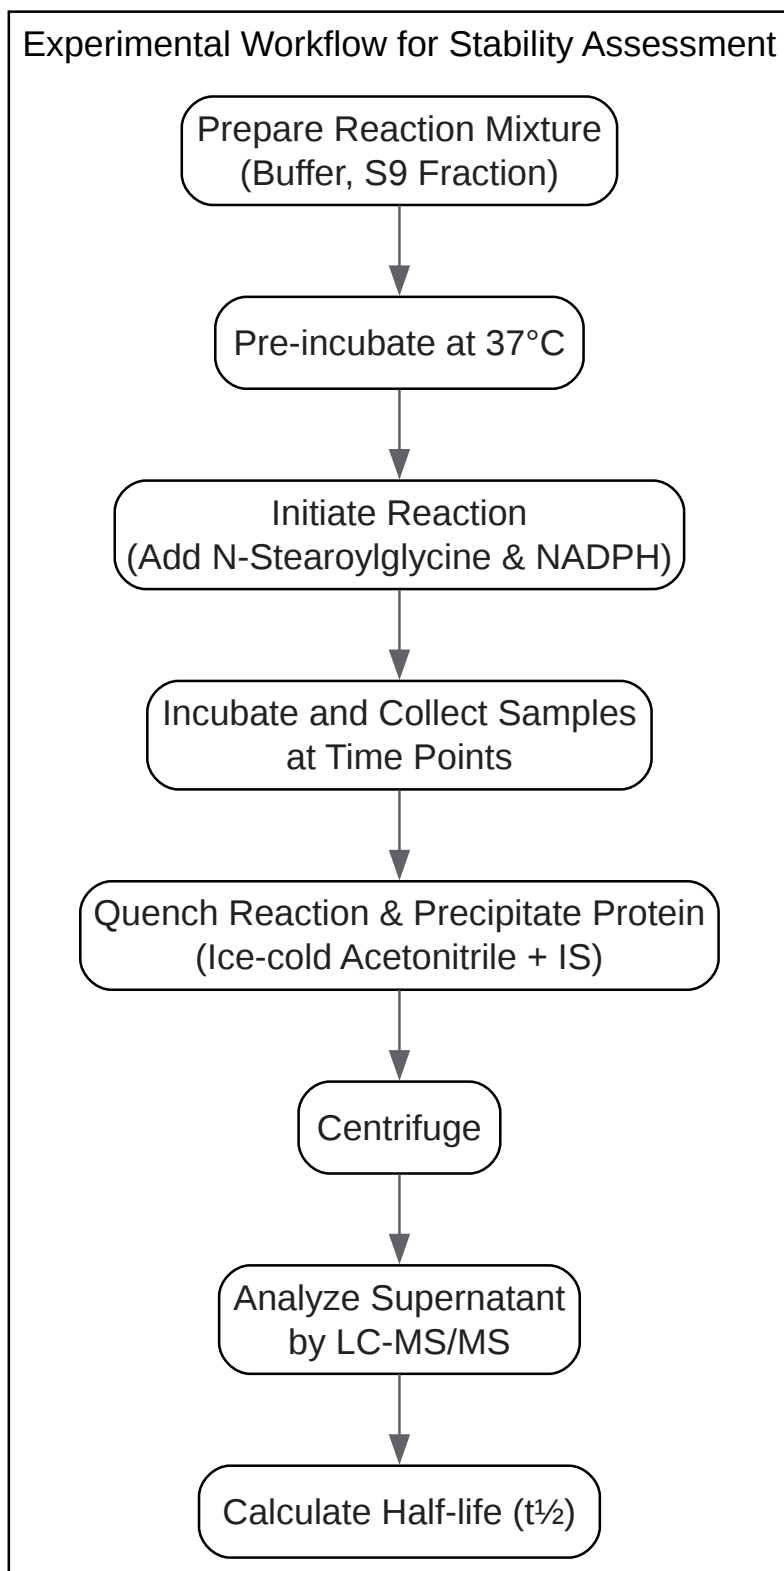 Experimental Workflow for Stability Assessment
Prepare Reaction Mixture
(Buffer, S9 Fraction)
Pre-incubate at 37°C
Initiate Reaction
(Add N-Stearoylglycine & NADPH)
Incubate and Collect Samples
at Time Points
Quench Reaction & Precipitate Protein
(Ice-cold Acetonitrile + IS)
Centrifuge
Analyze Supernatant
by LC-MS/MS
Calculate Half-life (t½)